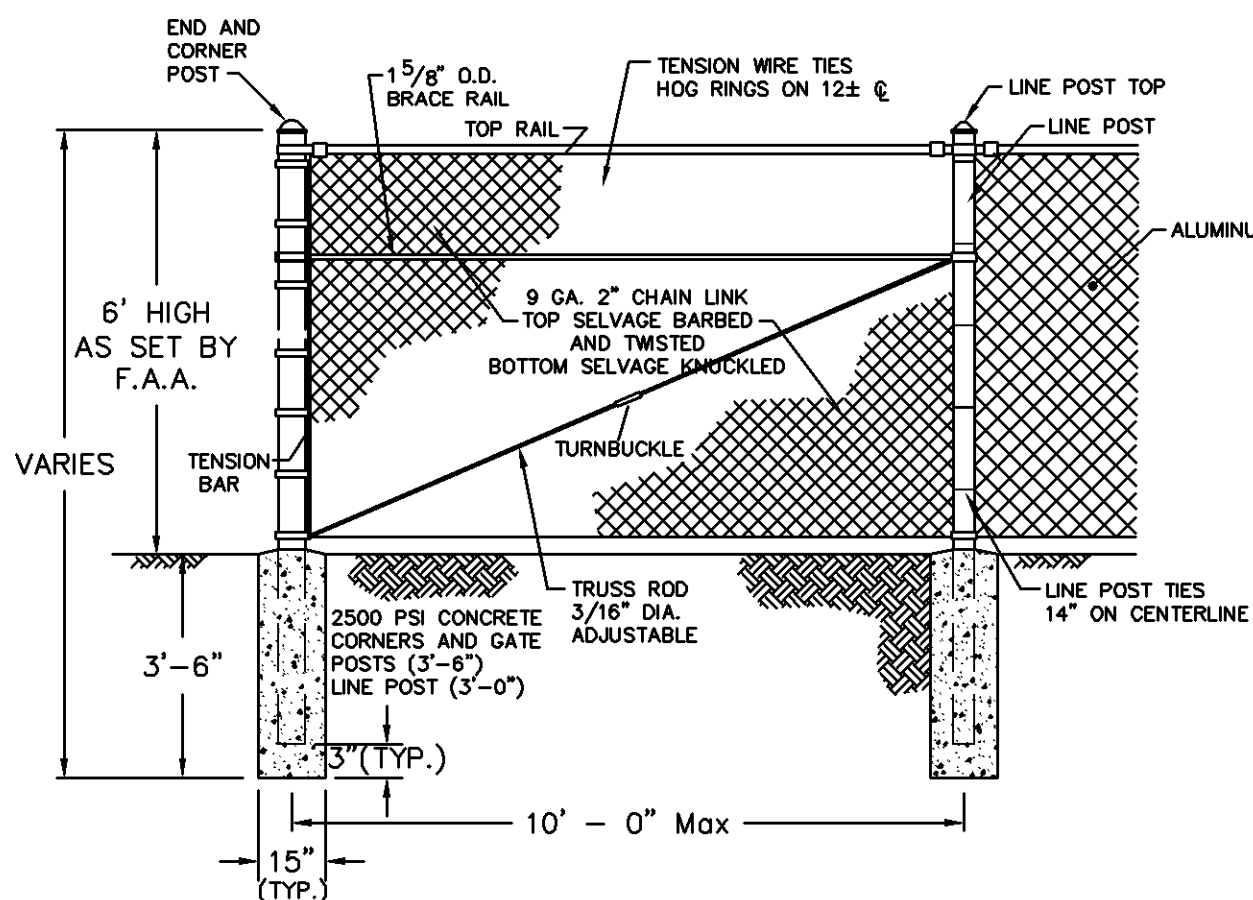 END AND
CORNER
POST
1 5/8" O.D.
BRACE RAIL
TENSION WIRE TIES
HOG RINGS ON 12± ℄
LINE POST TOP
TOP RAIL
LINE POST
ALUMINU
6' HIGH
AS SET BY
F.A.A.
9 GA. 2" CHAIN LINK
TOP SELVAGE BARBED
AND TWISTED
BOTTOM SELVAGE KNUCKLED
VARIES
TENSION
BAR
TURNBUCKLE
TRUSS ROD
3/16" DIA.
ADJUSTABLE
LINE POST TIES
14" ON CENTERLINE
2500 PSI CONCRETE
CORNERS AND GATE
POSTS (3'-6")
LINE POST (3'-0")
3'-6"
3"(TYP.)
10' - 0" Max
15"
(TYP.)